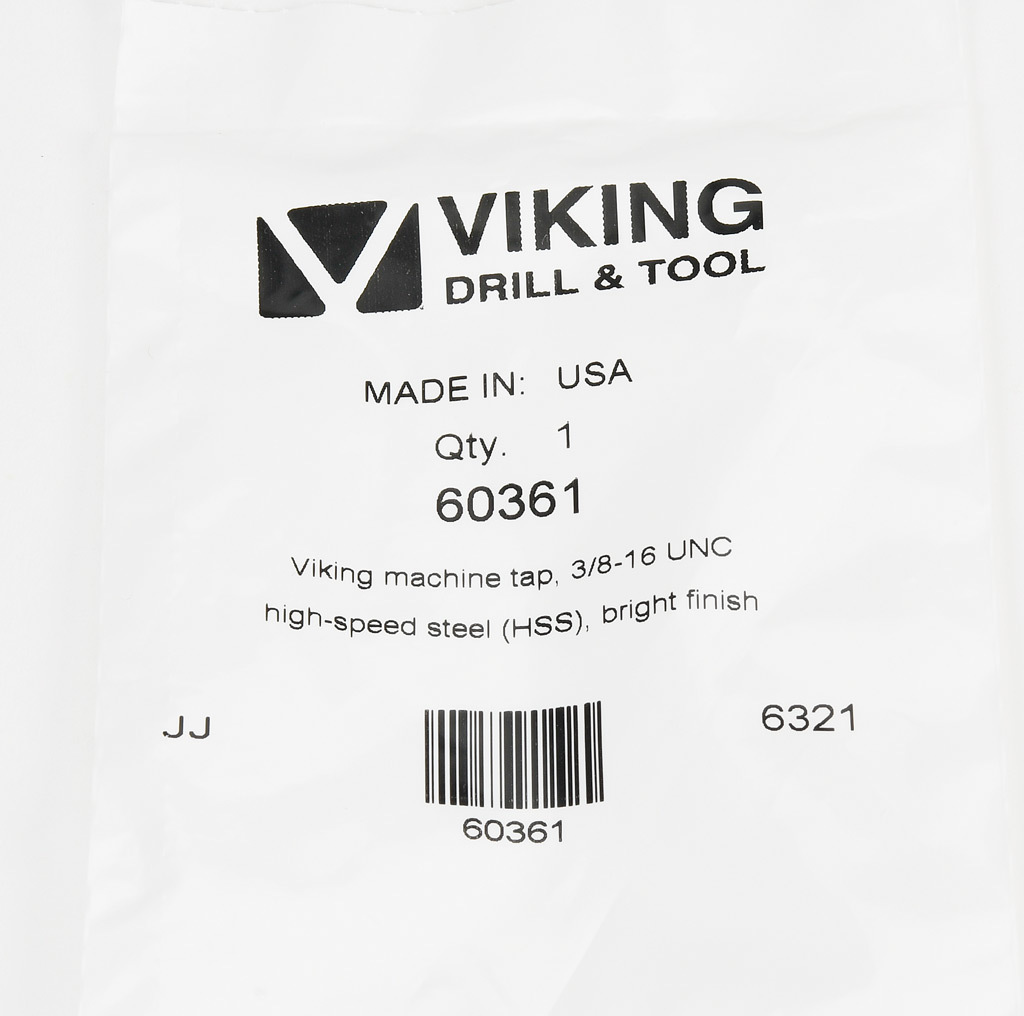 VIKING
DRILL & TOOL
MADE IN: USA
Qty. 1
60361
Viking machine tap, 3/8-16 UNC
high-speed steel (HSS), bright finish
JJ
6321
60361